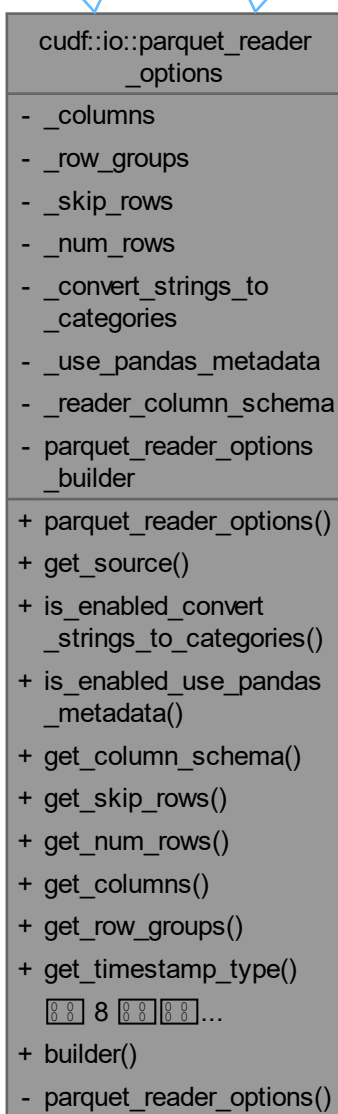 cudf::io::parquet_reader
_options
- _columns
- _row_groups
- _skip_rows
- _num_rows
- _convert_strings_to
_categories
- _use_pandas_metadata
- _reader_column_schema
- parquet_reader_options
_builder
+ parquet_reader_options()
+ get_source()
+ is_enabled_convert
_strings_to_categories()
+ is_enabled_use_pandas
_metadata()
+ get_column_schema()
+ get_skip_rows()
+ get_num_rows()
+ get_columns()
+ get_row_groups()
+ get_timestamp_type()
8 ...
+ builder()
- parquet_reader_options()